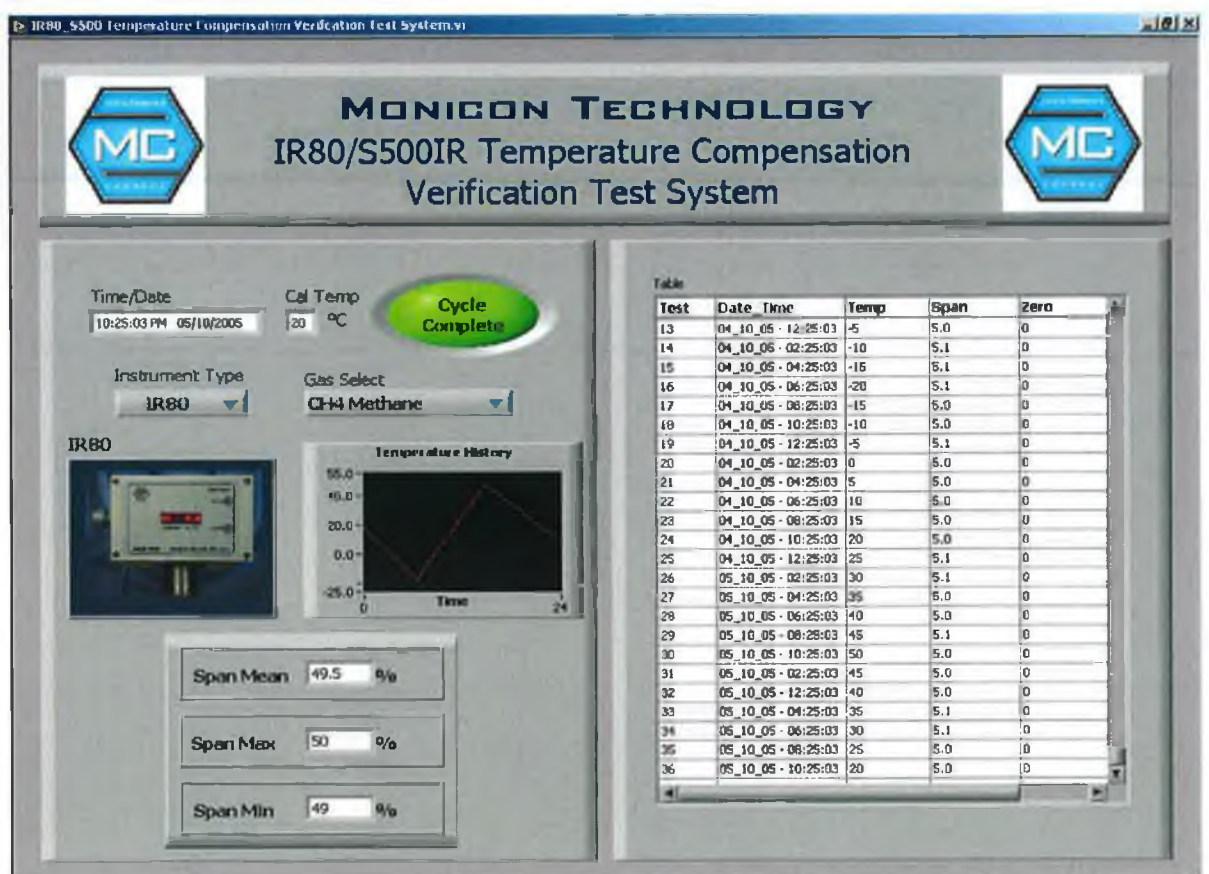 IR80_S500 Temperature Compensation Verification Test System.vi
MC
MONICON TECHNOLOGY
IR80/S500IR Temperature Compensation
Verification Test System
MC
Time/Date
10:25:03 PM 05/10/2005
Cal Temp
20 ºC
Cycle
Complete
Instrument Type
IR80
Gas Select
CH4 Methane
IR80
Temperature History
55.0
20.0
0.0
-25.0
0
Time
24
Span Mean 49.5 %
Span Max 50 %
Span Min 49 %
Table
Test Date_Time Temp Span Zero
13 04_10_05 - 12:25:03 -5 5.0 0
14 04_10_05 - 02:25:03 -10 5.1 0
15 04_10_05 - 04:25:03 -15 5.1 0
16 04_10_05 - 06:25:03 -20 5.1 0
17 04_10_05 - 08:25:03 -15 5.0 0
18 04_10_05 - 10:25:03 -10 5.0 0
19 04_10_05 - 12:25:03 -5 5.1 0
20 04_10_05 - 02:25:03 0 5.0 0
21 04_10_05 - 04:25:03 5 5.0 0
22 04_10_05 - 06:25:03 10 5.0 0
23 04_10_05 - 08:25:03 15 5.0 0
24 04_10_05 - 10:25:03 20 5.0 0
25 04_10_05 - 12:25:03 25 5.1 0
26 05_10_05 - 02:25:03 30 5.1 0
27 05_10_05 - 04:25:03 35 5.0 0
28 05_10_05 - 06:25:03 40 5.0 0
29 05_10_05 - 08:25:03 45 5.1 0
30 05_10_05 - 10:25:03 50 5.0 0
31 05_10_05 - 02:25:03 45 5.0 0
32 05_10_05 - 12:25:03 40 5.0 0
33 05_10_05 - 04:25:03 35 5.1 0
34 05_10_05 - 06:25:03 30 5.1 0
35 05_10_05 - 08:25:03 25 5.0 0
36 05_10_05 - 10:25:03 20 5.0 0